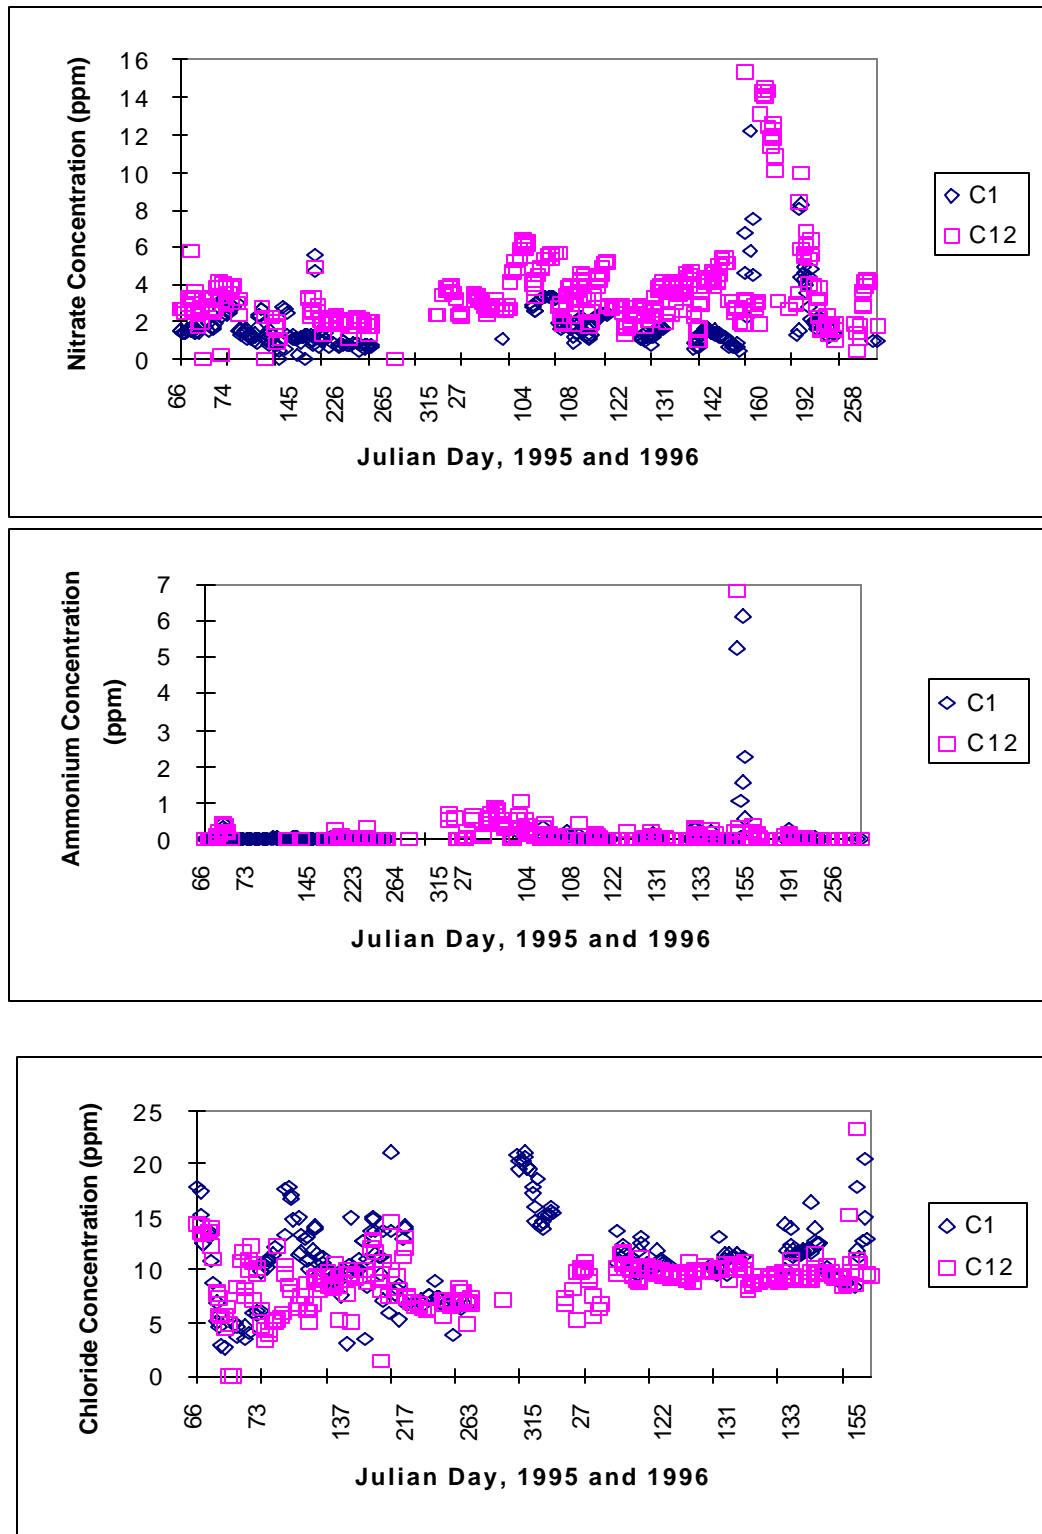 Nitrate Concentration (ppm)
16
14
12
10
8
6
4
2
0
66 74 145 226 265 315 27 104 108 122 131 142 160 192 258
Julian Day, 1995 and 1996
C1
C12
Ammonium Concentration
(ppm)
7
6
5
4
3
2
1
0
66 73 145 223 264 315 27 104 108 122 131 133 155 191 256
Julian Day, 1995 and 1996
C1
C12
Chloride Concentration (ppm)
25
20
15
10
5
0
66 73 137 217 263 315 27 122 131 133 155
Julian Day, 1995 and 1996
C1
C12